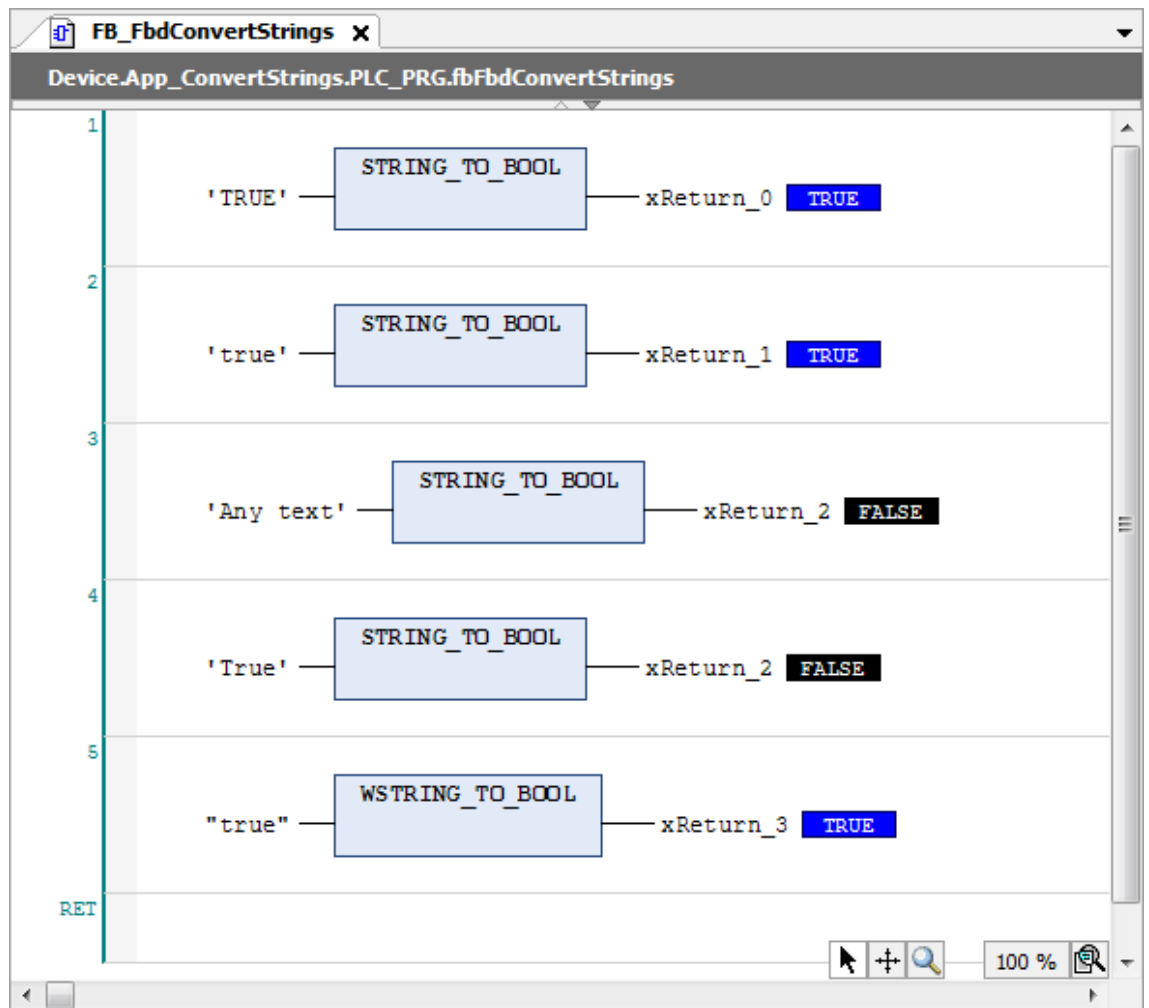 FB_FbdConvertStrings
Device.App_ConvertStrings.PLC_PRG.fbFbdConvertStrings
1
STRING_TO_BOOL
'TRUE' xReturn_0 TRUE
2
STRING_TO_BOOL
'true' xReturn_1 TRUE
3
STRING_TO_BOOL
'Any text' xReturn_2 FALSE
4
STRING_TO_BOOL
'True' xReturn_2 FALSE
5
WSTRING_TO_BOOL
"true" xReturn_3 TRUE
RET
100 %